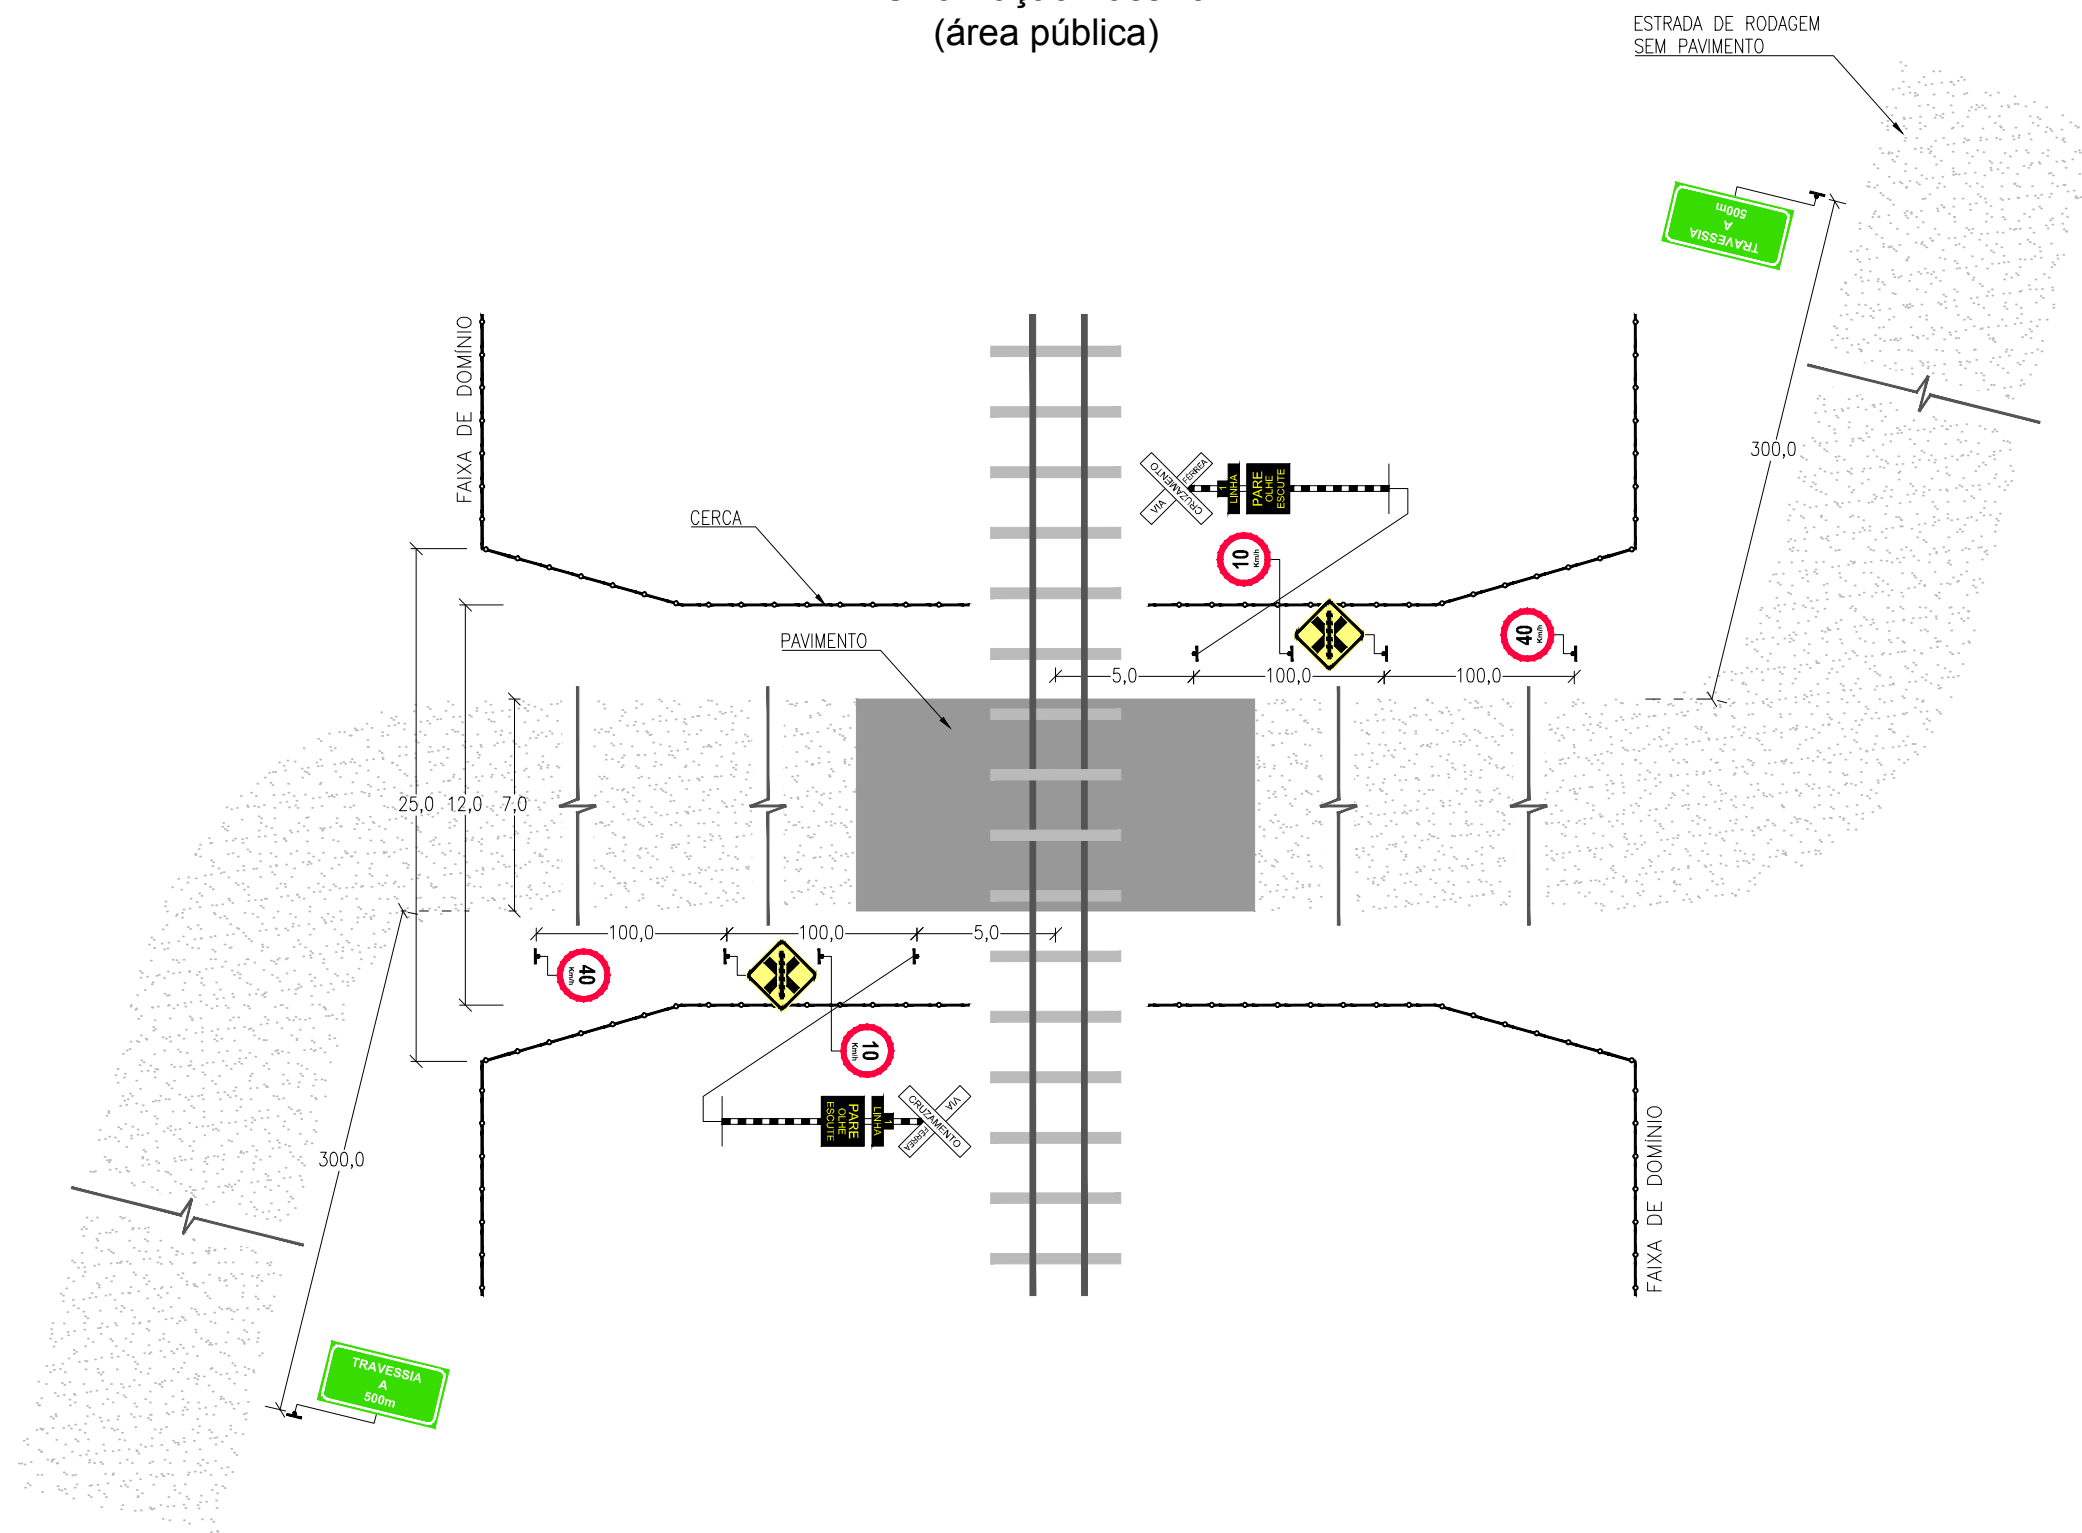 (área pública)
ESTRADA DE RODAGEM
SEM PAVIMENTO
TRAVESSIA
A
500m
FAIXA DE DOMÍNIO
300,0
CRUZAMENTO
VIA
FÉRREA
1
LINHA
PARE
OLHE
ESCUTE
CERCA
10
Km/h
40
Km/h
PAVIMENTO
5,0
100,0
100,0
25,0
12,0
7,0
100,0
100,0
5,0
40
Km/h
10
Km/h
PARE
OLHE
ESCUTE
LINHA
1
CRUZAMENTO
VIA
FÉRREA
300,0
FAIXA DE DOMÍNIO
TRAVESSIA
A
500m